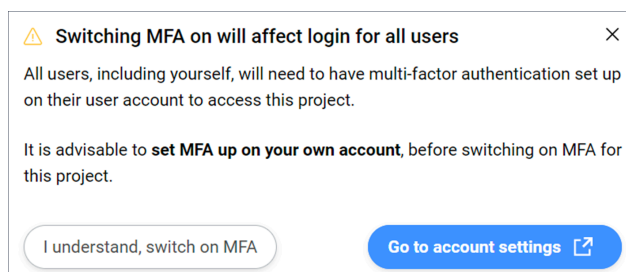 Switching MFA on will affect login for all users
All users, including yourself, will need to have multi-factor authentication set up
on their user account to access this project.
It is advisable to set MFA up on your own account, before switching on MFA for
this project.
I understand, switch on MFA
Go to account settings